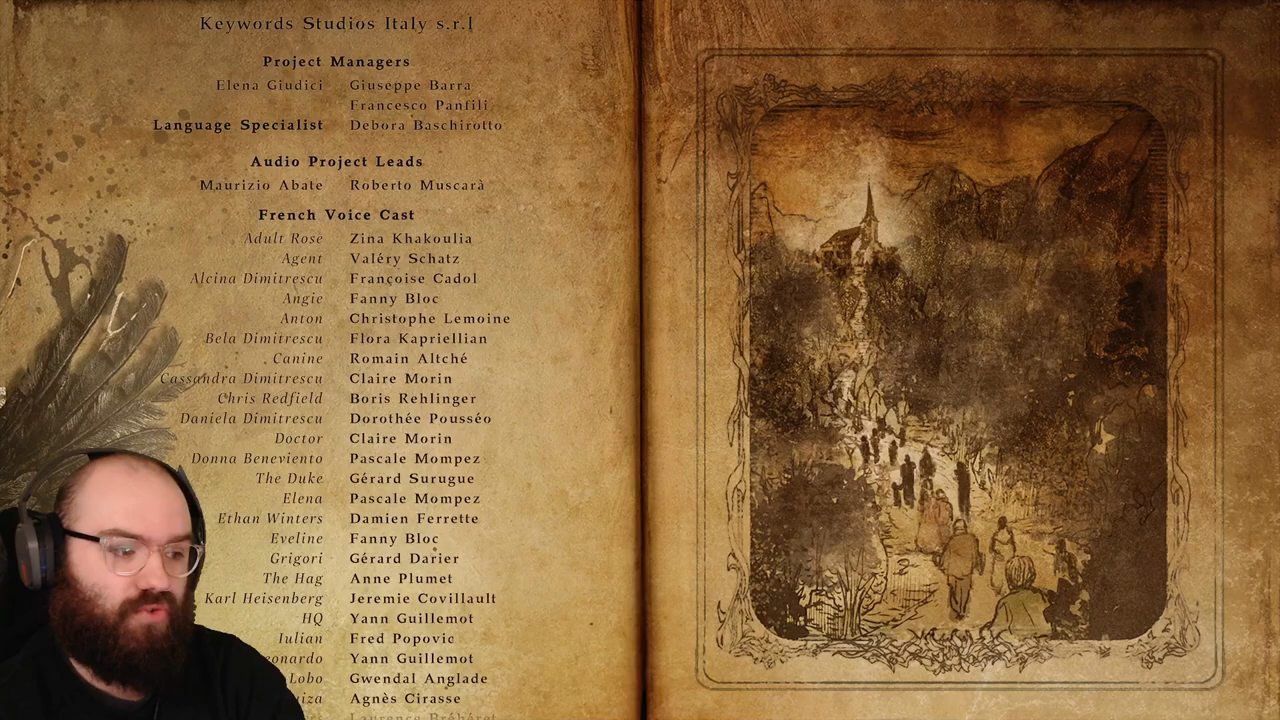 Keywords Studios Italy s.r.l
Project Managers
Elena Giudici Giuseppe Barra
Francesco Panfili
Language Specialist Debora Baschirotto
Audio Project Leads
Maurizio Abate Roberto Muscarà
French Voice Cast
Adult Rose Zina Khakoulia
Agent Valéry Schatz
Alcina Dimitrescu Françoise Cadol
Angie Fanny Bloc
Anton Christophe Lemoine
Bela Dimitrescu Flora Kapriellian
Canine Romain Altché
Cassandra Dimitrescu Claire Morin
Chris Redfield Boris Rehlinger
Daniela Dimitrescu Dorothée Pousséo
Doctor Claire Morin
Donna Beneviento Pascale Mompez
The Duke Gérard Surugue
Elena Pascale Mompez
Ethan Winters Damien Ferrette
Eveline Fanny Bloc
Grigori Gérard Darier
The Hag Anne Plumet
Karl Heisenberg Jeremie Covillault
HQ Yann Guillemot
Iulian Fred Popovic
Yann Guillemot
Lobo Gwendal Anglade
Agnès Cirasse